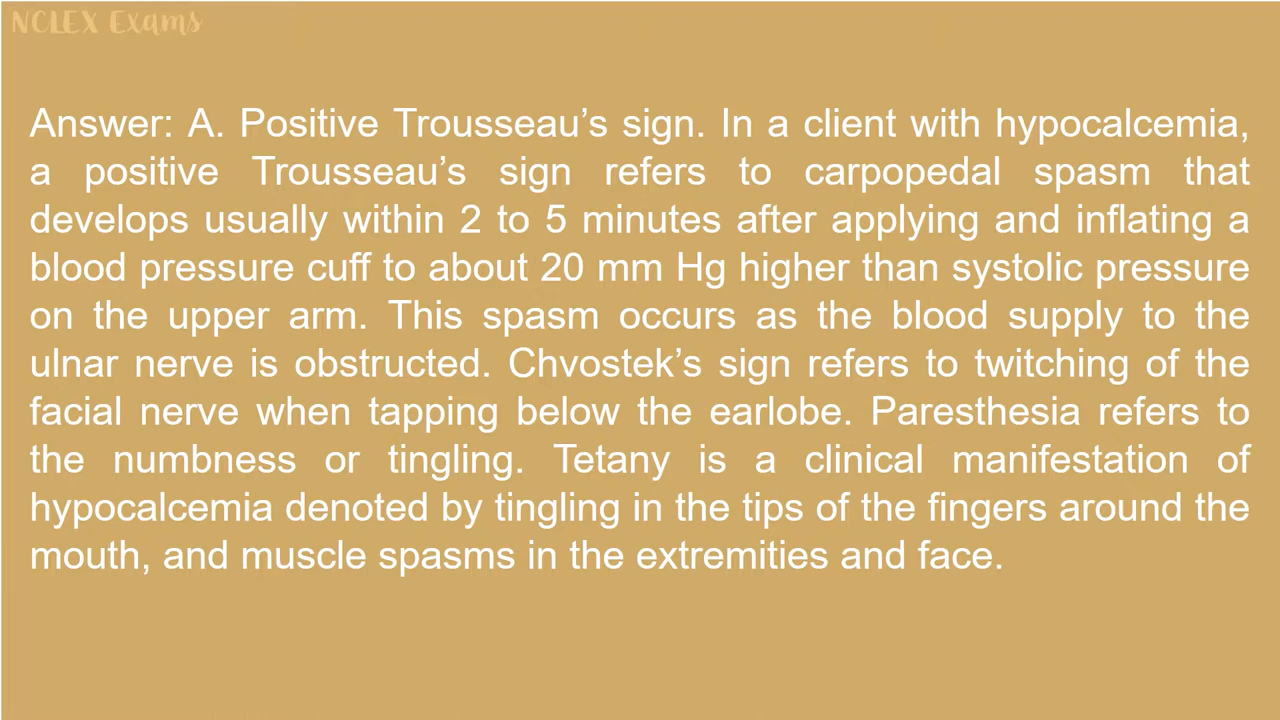 NCLEX Exams
Answer: A. Positive Trousseau’s sign. In a client with hypocalcemia,
a positive Trousseau’s sign refers to carpopedal spasm that
develops usually within 2 to 5 minutes after applying and inflating a
blood pressure cuff to about 20 mm Hg higher than systolic pressure
on the upper arm. This spasm occurs as the blood supply to the
ulnar nerve is obstructed. Chvostek’s sign refers to twitching of the
facial nerve when tapping below the earlobe. Paresthesia refers to
the numbness or tingling. Tetany is a clinical manifestation of
hypocalcemia denoted by tingling in the tips of the fingers around the
mouth, and muscle spasms in the extremities and face.